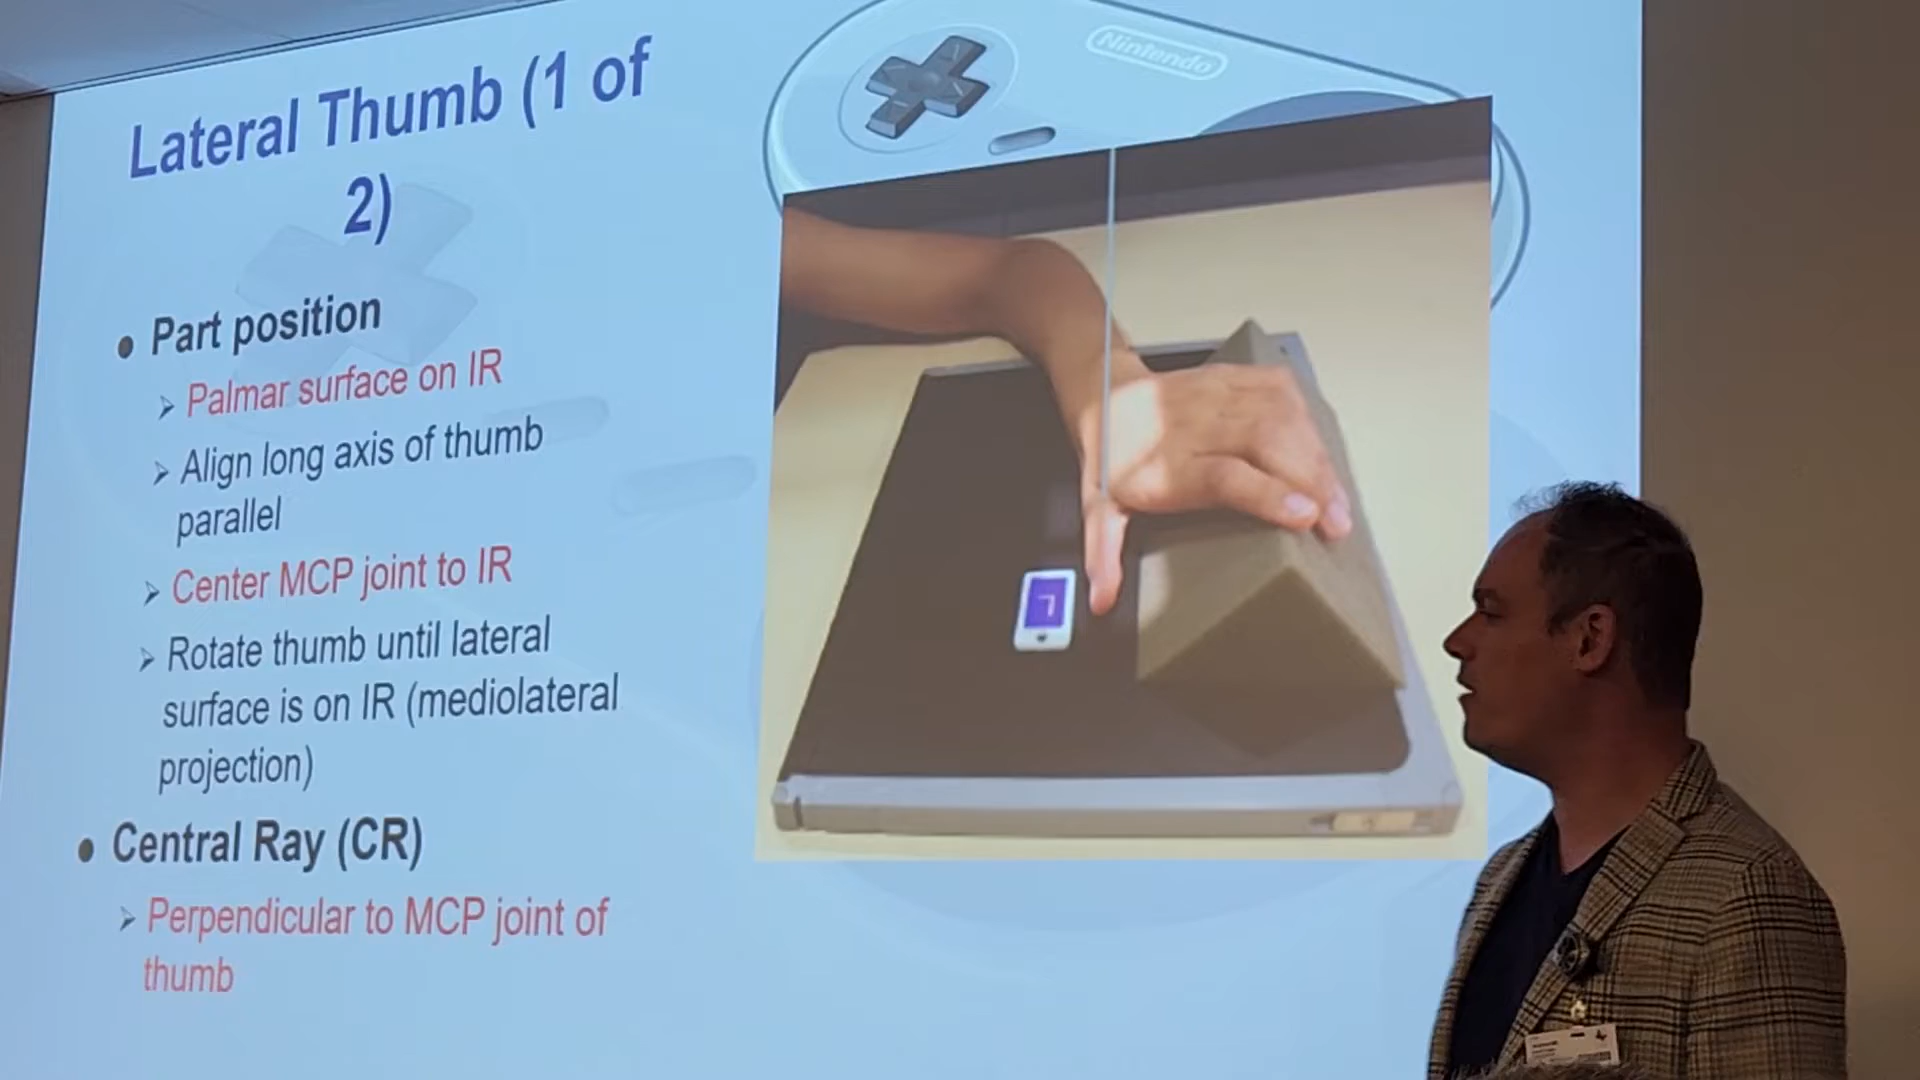 Lateral Thumb (1 of
2)
Nintendo
Part position
Palmar surface on IR
Align long axis of thumb
parallel
Center MCP joint to IR
Rotate thumb until lateral
surface is on IR (mediolateral
projection)
Central Ray (CR)
Perpendicular to MCP joint of
thumb